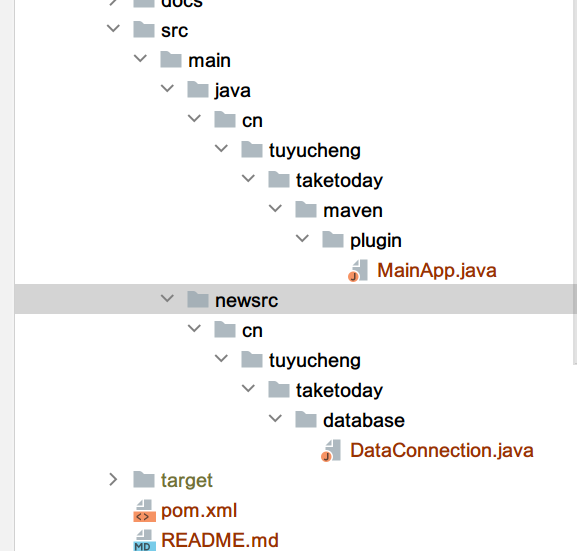 docs
src
main
java
cn
tuyucheng
taketoday
maven
plugin
J MainApp.java
newsrc
cn
tuyucheng
taketoday
database
J DataConnection.java
target
<> pom.xml
MD README.md